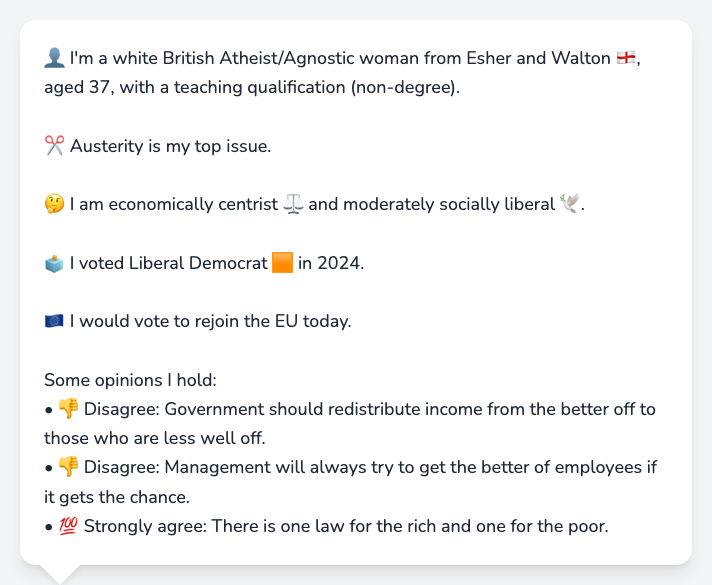 👤 I'm a white British Atheist/Agnostic woman from Esher and Walton 🏴󠁧󠁢󠁥󠁮󠁧󠁿,
aged 37, with a teaching qualification (non-degree).
✂️ Austerity is my top issue.
🤔 I am economically centrist ⚖️ and moderately socially liberal 🕊️.
🗳️ I voted Liberal Democrat 🟧 in 2024.
🇪🇺 I would vote to rejoin the EU today.
Some opinions I hold:
• 👎 Disagree: Government should redistribute income from the better off to
those who are less well off.
• 👎 Disagree: Management will always try to get the better of employees if
it gets the chance.
• 💯 Strongly agree: There is one law for the rich and one for the poor.